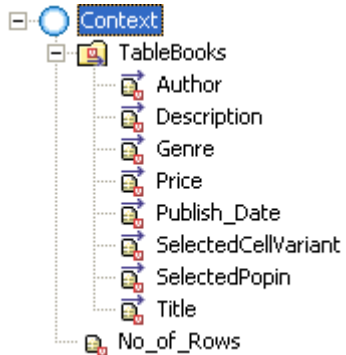 Context
TableBooks
Author
Description
Genre
Price
Publish_Date
SelectedCellVariant
SelectedPopin
Title
No_of_Rows